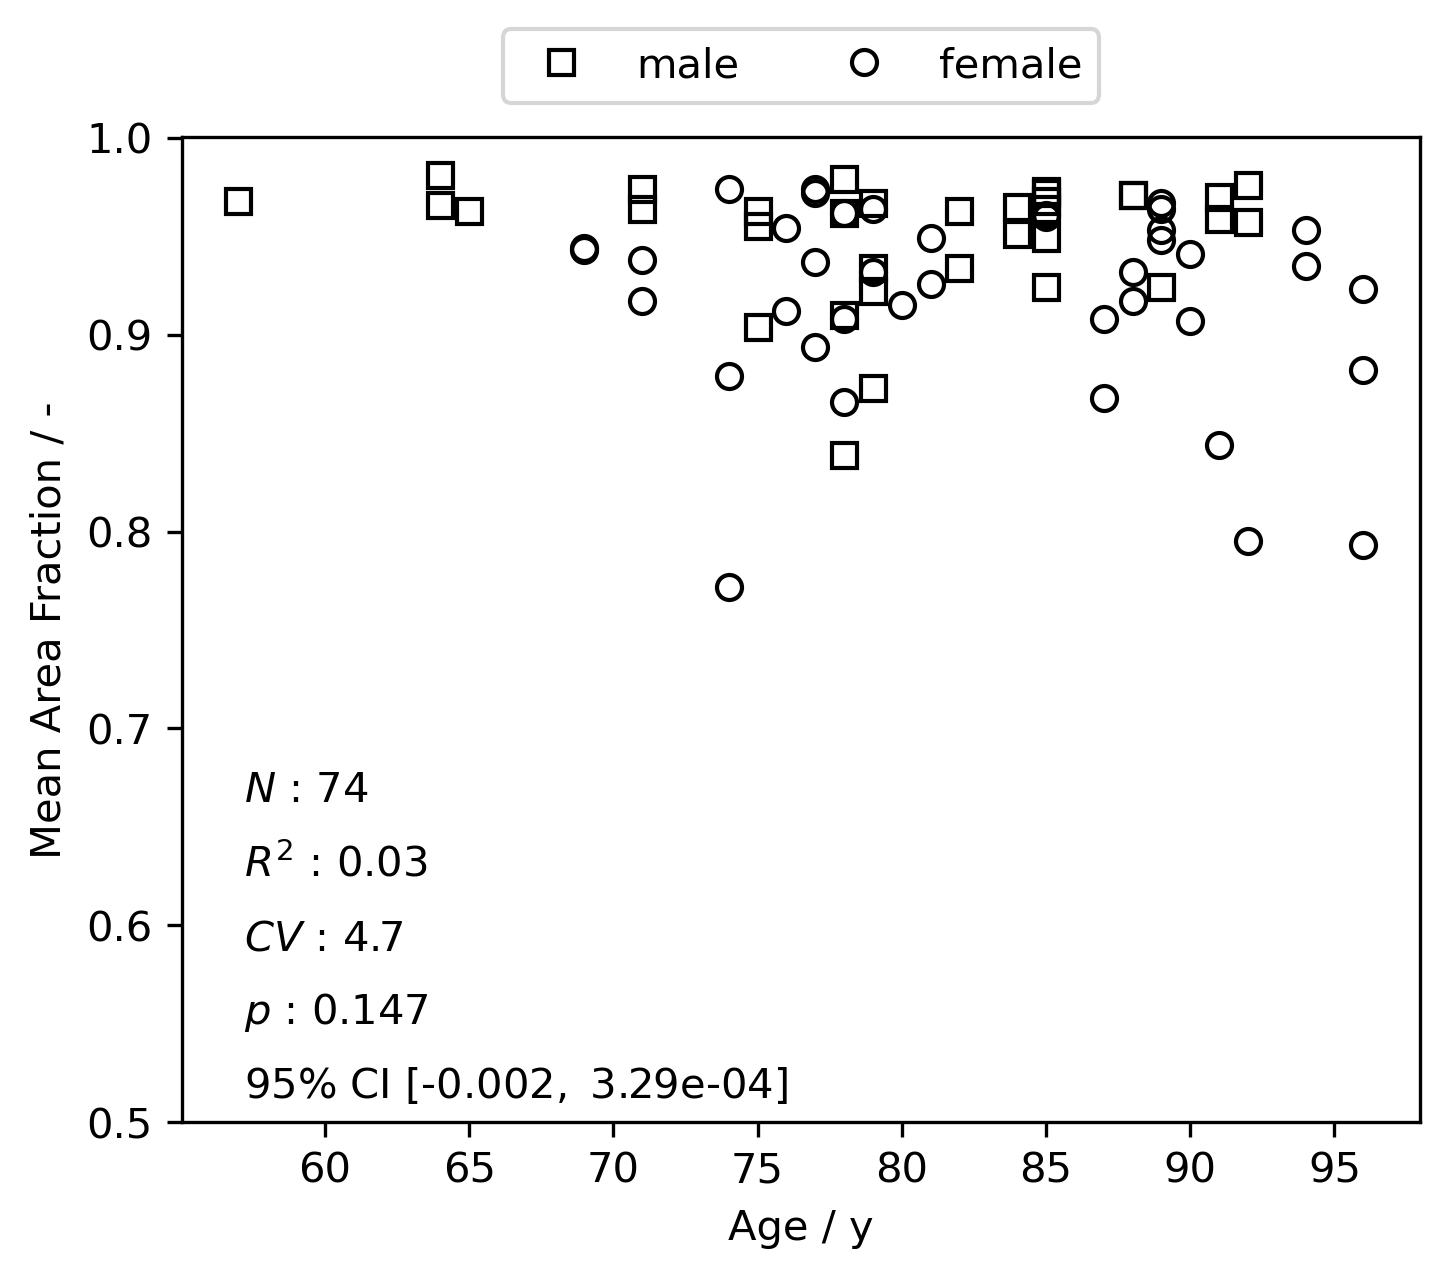 male female
1.0
0.9
0.8
0.7
0.6
0.5
Mean Area Fraction / -
N : 74
R² : 0.03
CV : 4.7
p : 0.147
95% CI [-0.002, 3.29e-04]
60 65 70 75 80 85 90 95
Age / y